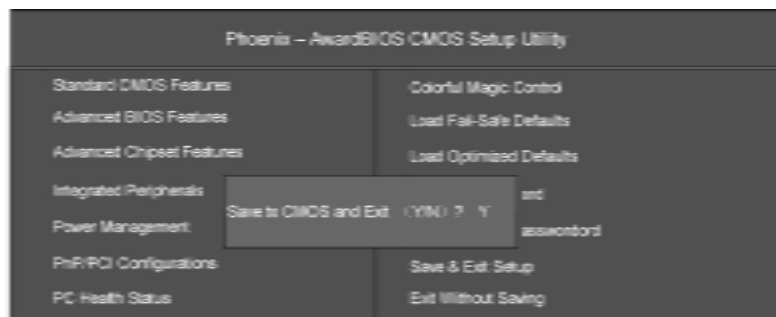 Phoenix – AwardBIOS CMOS Setup Utility
Standard CMOS Features
Advanced BIOS Features
Advanced Chipset Features
Integrated Peripherals
Power Management
PnP/PCI Configurations
PC Health Status
Colorful Magic Control
Load Fail-Safe Defaults
Load Optimized Defaults
ord
asswordord
Save & Exit Setup
Exit Without Saving
Save to CMOS and Exit (Y/N) ? Y